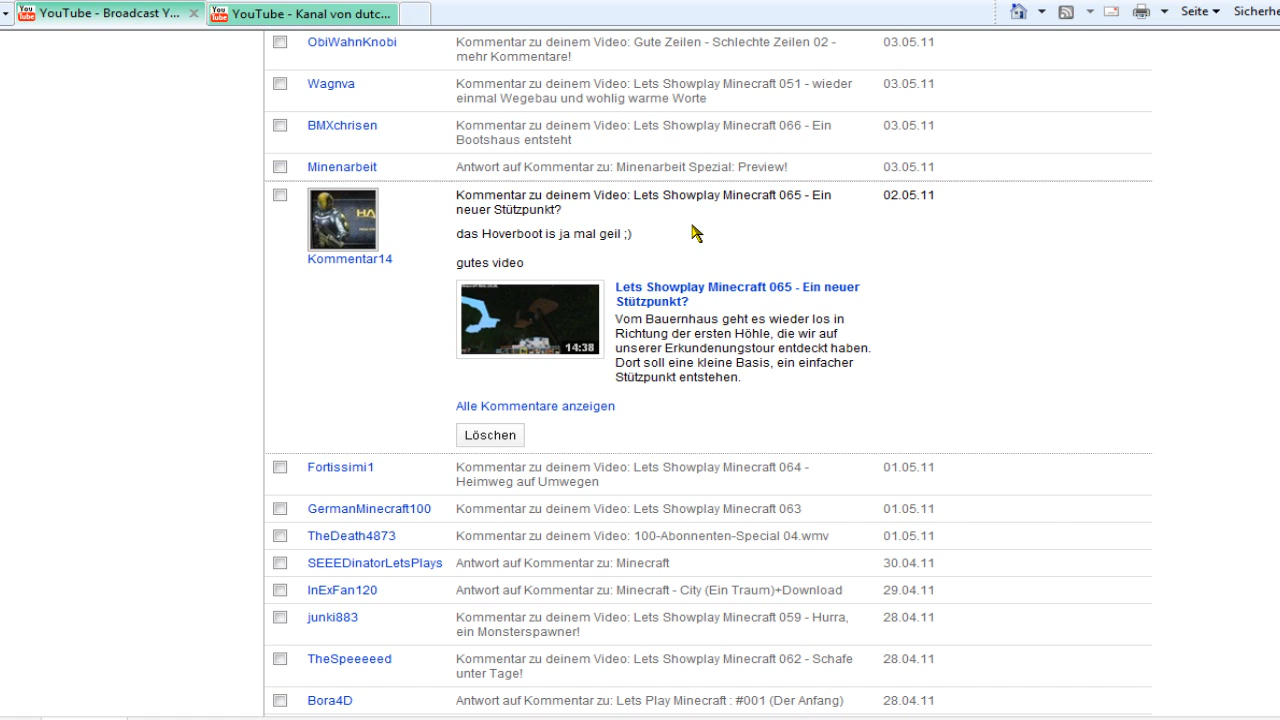 YouTube - Broadcast Y...
YouTube - Kanal von dutc...
Seite
Sicherhe
ObiWahnKnobi
Kommentar zu deinem Video: Gute Zeilen - Schlechte Zeilen 02 -
mehr Kommentare!
03.05.11
Wagnva
Kommentar zu deinem Video: Lets Showplay Minecraft 051 - wieder
einmal Wegebau und wohlig warme Worte
03.05.11
BMXchrisen
Kommentar zu deinem Video: Lets Showplay Minecraft 066 - Ein
Bootshaus entsteht
03.05.11
Minenarbeit
Antwort auf Kommentar zu: Minenarbeit Spezial: Preview!
03.05.11
Kommentar zu deinem Video: Lets Showplay Minecraft 065 - Ein
neuer Stützpunkt?
02.05.11
das Hoverboot is ja mal geil ;)
HA
Kommentar14
gutes video
14:38
Lets Showplay Minecraft 065 - Ein neuer
Stützpunkt?
Vom Bauernhaus geht es wieder los in
Richtung der ersten Höhle, die wir auf
unserer Erkundenungstour entdeckt haben.
Dort soll eine kleine Basis, ein einfacher
Stützpunkt entstehen.
Alle Kommentare anzeigen
Löschen
Fortissimi1
Kommentar zu deinem Video: Lets Showplay Minecraft 064 -
Heimweg auf Umwegen
01.05.11
GermanMinecraft100
Kommentar zu deinem Video: Lets Showplay Minecraft 063
01.05.11
TheDeath4873
Kommentar zu deinem Video: 100-Abonnenten-Special 04.wmv
01.05.11
SEEEDinatorLetsPlays
Antwort auf Kommentar zu: Minecraft
30.04.11
InExFan120
Antwort auf Kommentar zu: Minecraft - City (Ein Traum)+Download
29.04.11
junki883
Kommentar zu deinem Video: Lets Showplay Minecraft 059 - Hurra,
ein Monsterspawner!
28.04.11
TheSpeeeeed
Kommentar zu deinem Video: Lets Showplay Minecraft 062 - Schafe
unter Tage!
28.04.11
Bora4D
Antwort auf Kommentar zu: Lets Play Minecraft : #001 (Der Anfang)
28.04.11